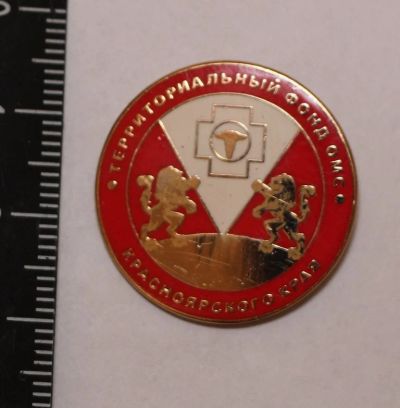 ТЕРРИТОРИАЛЬНЫЙ ФОНД ОМС
КРАСНОЯРСКОГО КРАЯ